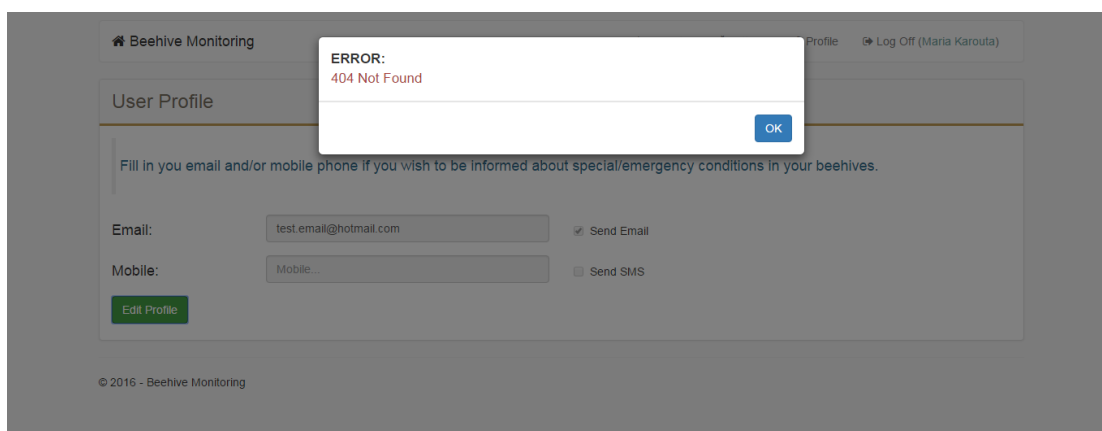 Beehive Monitoring
Profile
Log Off (Maria Karouta)
ERROR:
404 Not Found
OK
User Profile
Fill in you email and/or mobile phone if you wish to be informed about special/emergency conditions in your beehives.
Email:
test.email@hotmail.com
Send Email
Mobile:
Mobile...
Send SMS
Edit Profile
© 2016 - Beehive Monitoring